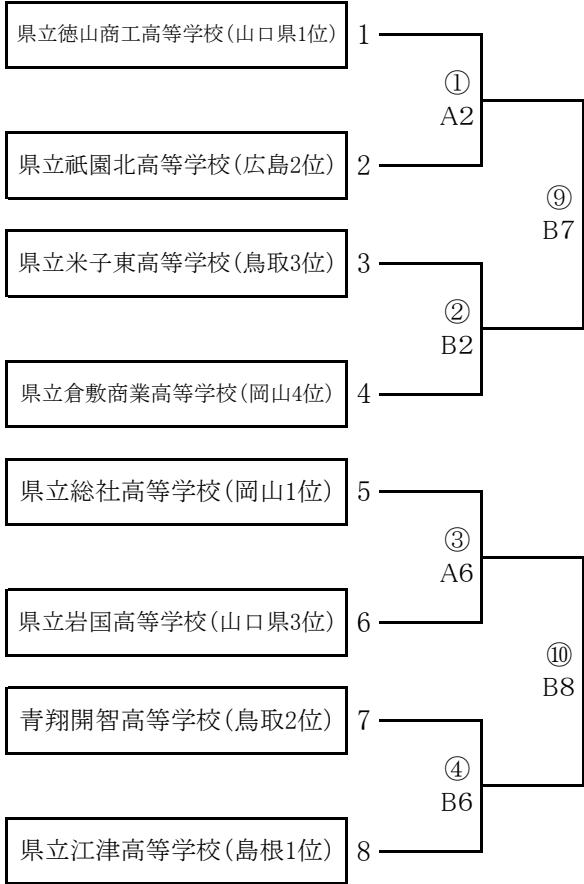 県立徳山商工高等学校(山口県1位) 1
①
A2
県立祇園北高等学校(広島2位) 2
⑨
B7
県立米子東高等学校(鳥取3位) 3
②
B2
県立倉敷商業高等学校(岡山4位) 4
県立総社高等学校(岡山1位) 5
③
A6
県立岩国高等学校(山口県3位) 6
⑩
B8
青翔開智高等学校(鳥取2位) 7
④
B6
県立江津高等学校(島根1位) 8